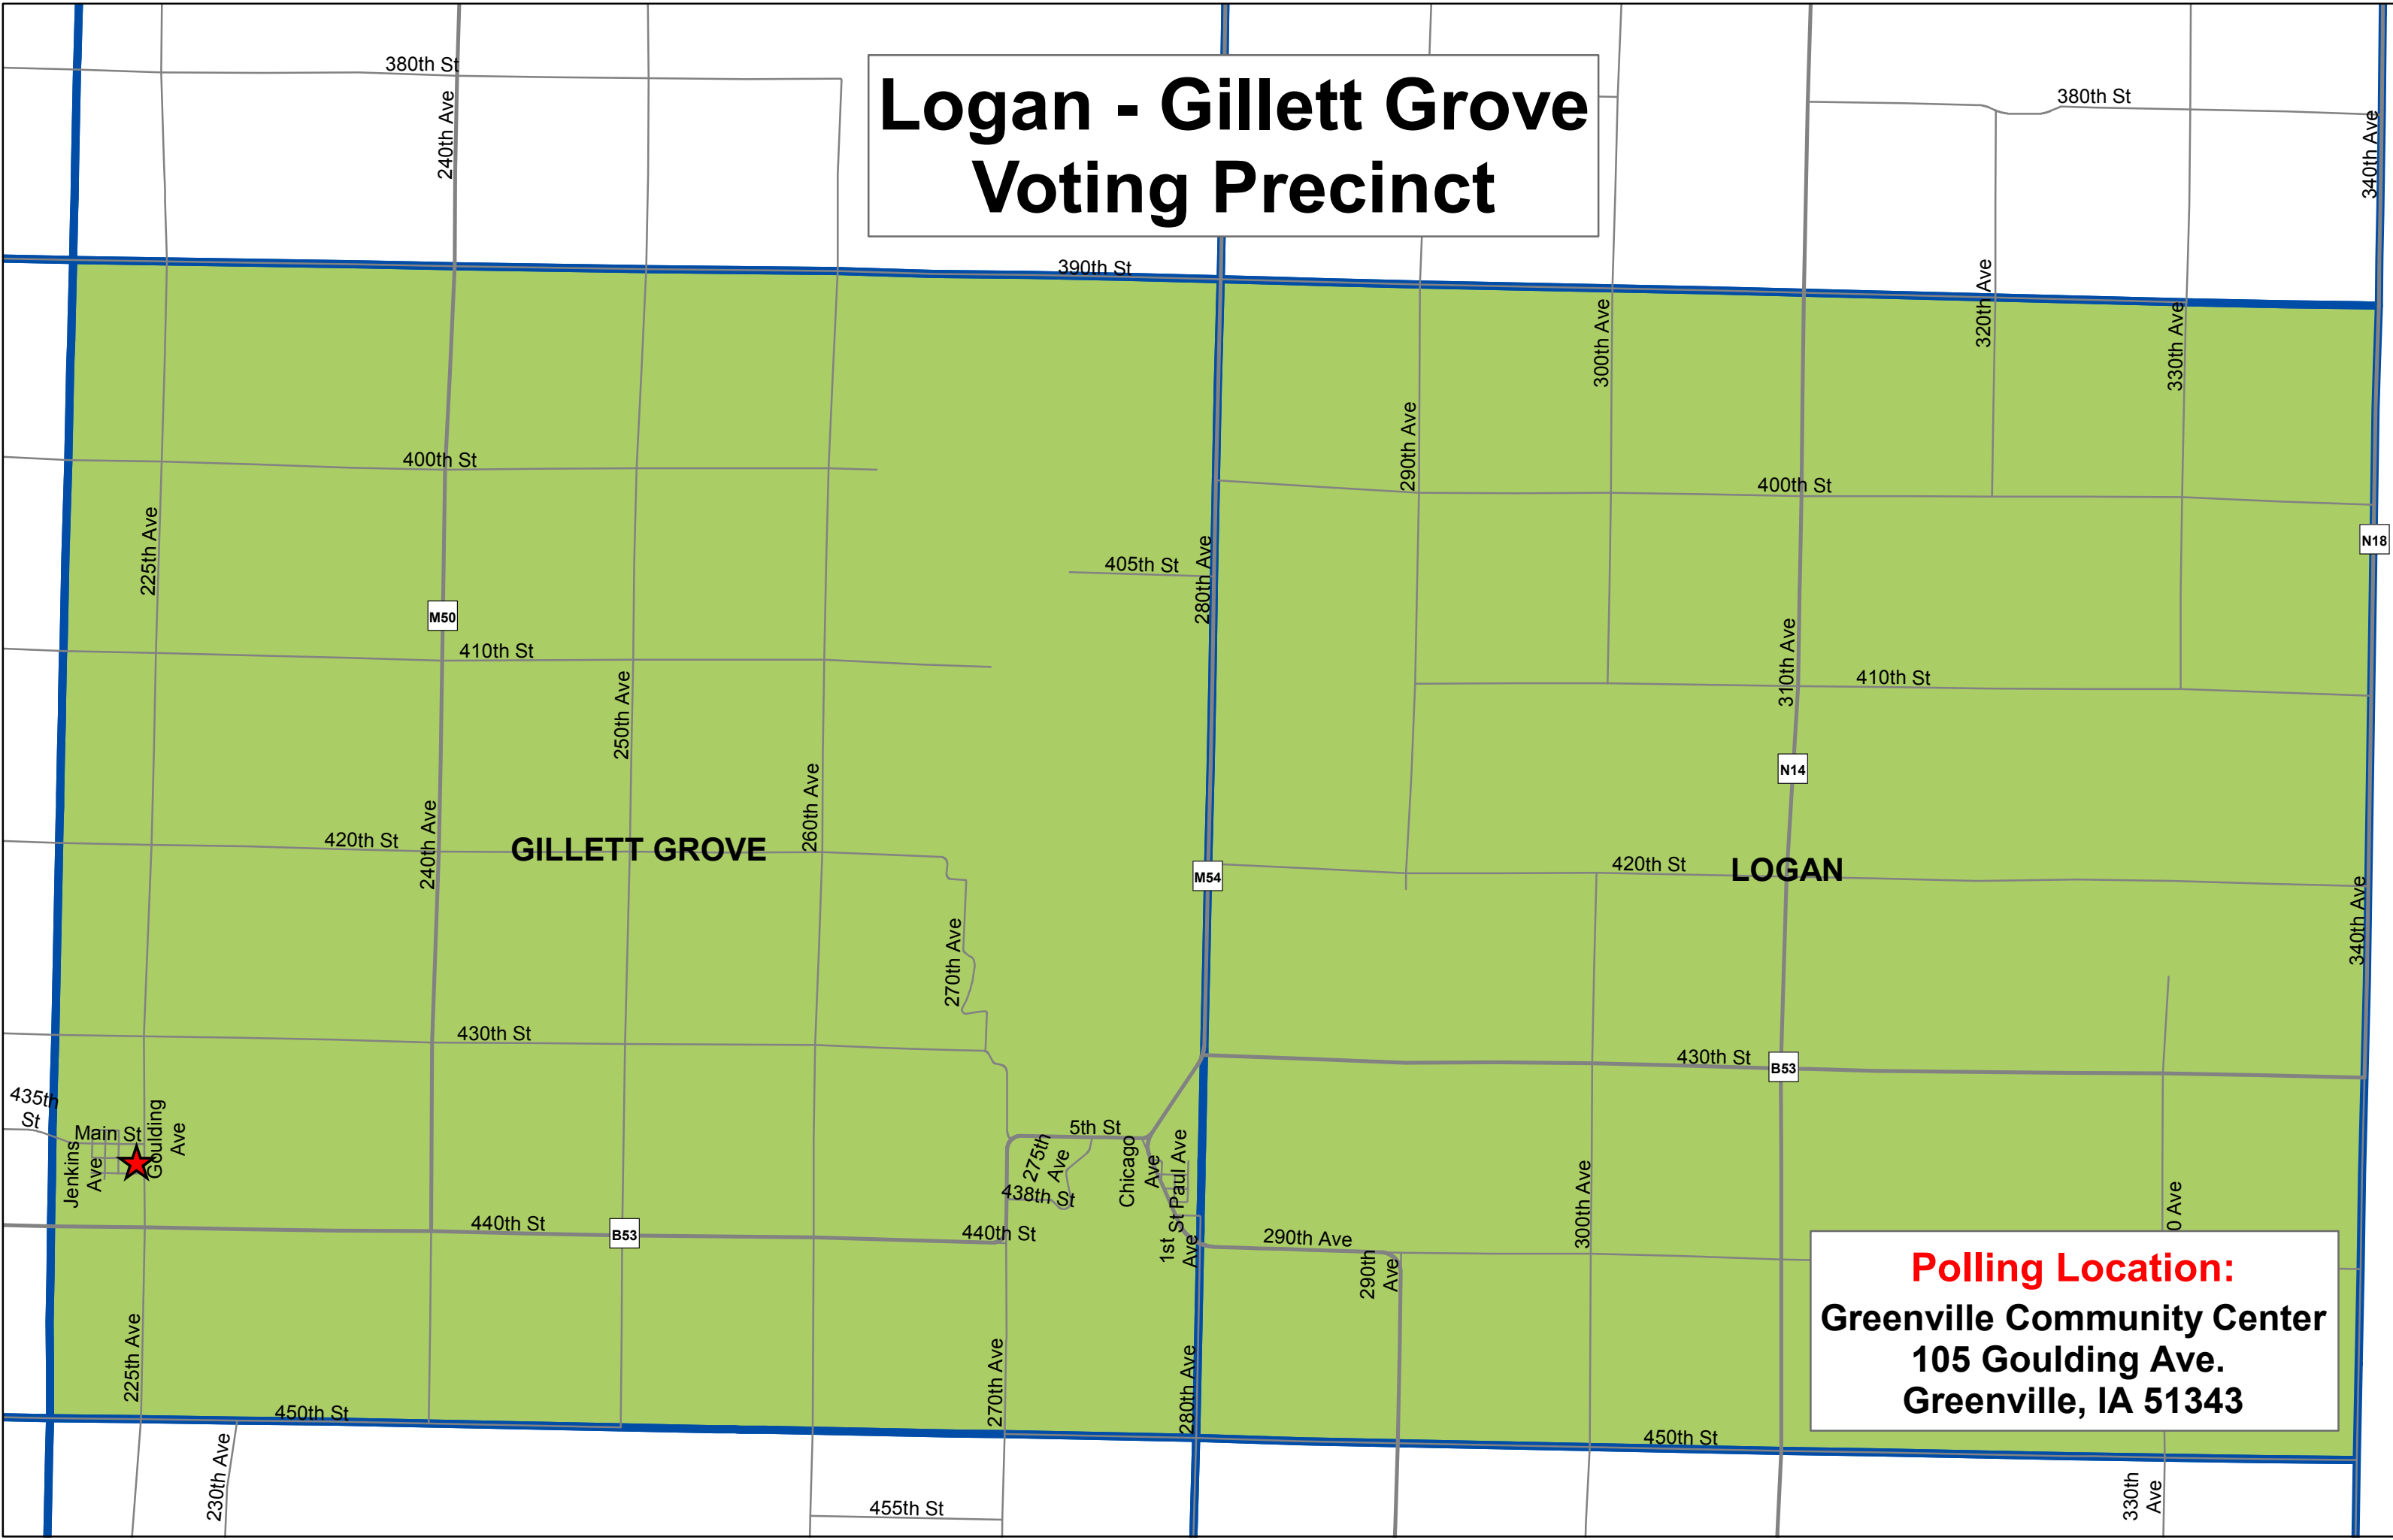 380th St
240th Ave
Logan - Gillett Grove
Voting Precinct
380th St
340th Ave
390th St
320th Ave
300th Ave
330th Ave
290th Ave
400th St
400th St
225th Ave
405th St
280th Ave
N18
M50
410th St
310th Ave
410th St
250th Ave
N14
260th Ave
240th Ave
420th St
GILLETT GROVE
M54
420th St
LOGAN
340th Ave
270th Ave
430th St
430th St
B53
435th
St
Main St
Goulding
Ave
Jenkins
Ave
5th St
275th
Ave
438th St
Chicago
Ave
St Paul Ave
1st
Ave
440th St
B53
440th St
290th Ave
290th
Ave
300th Ave
0 Ave
225th Ave
270th Ave
280th Ave
Polling Location:
Greenville Community Center
105 Goulding Ave.
Greenville, IA 51343
450th St
450th St
230th Ave
455th St
330th
Ave